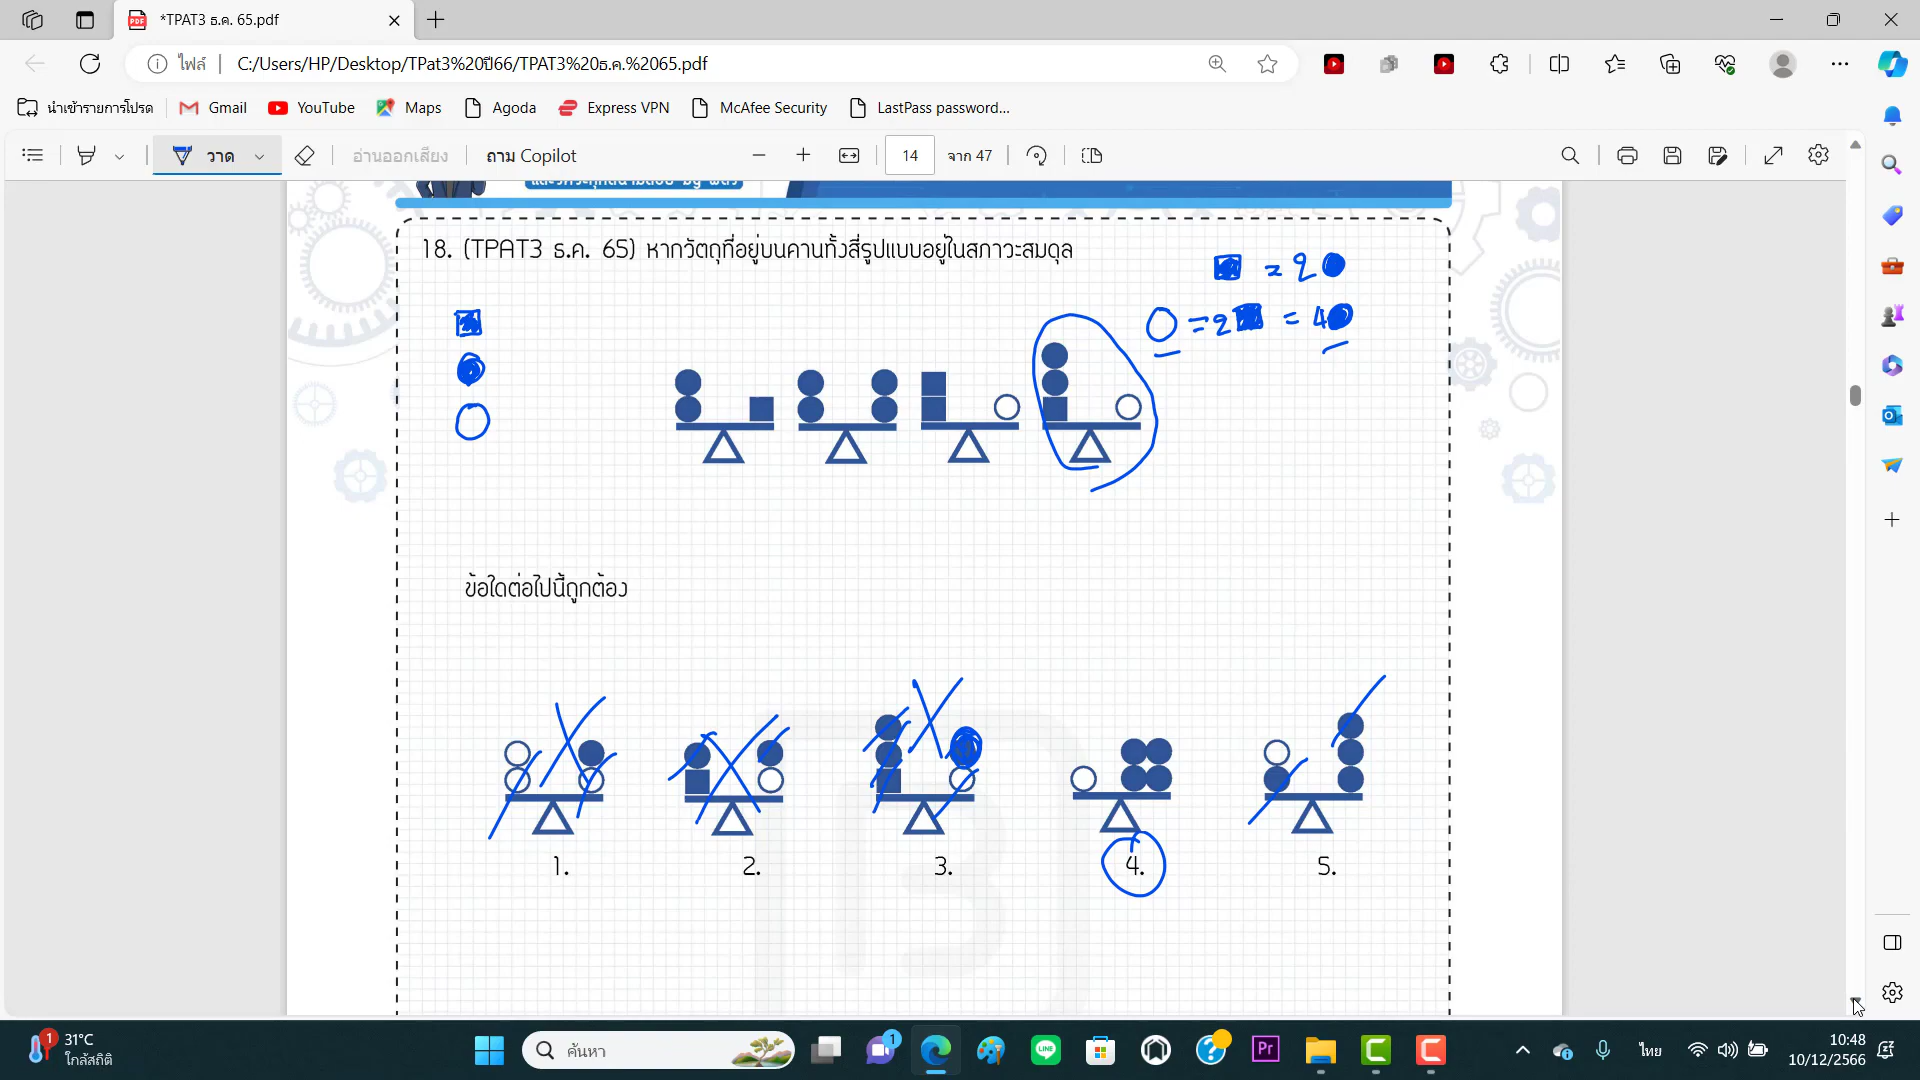 *TPAT3 ธ.ค. 65.pdf
ไฟล์
C:/Users/HP/Desktop/TPat3%20ปี66/TPAT3%20ธ.ค.%2065.pdf
นำเข้ารายการโปรด
Gmail
YouTube
Maps
Agoda
Express VPN
McAfee Security
LastPass password...
วาด
อ่านออกเสียง
ถาม Copilot
14
จาก 47
18. (TPAT3 ธ.ค. 65) หากวัตถุที่อยู่บนคานทั้งสี่รูปแบบอยู่ในสภาวะสมดุล
= 2
= 2 = 4
ข้อใดต่อไปนี้ถูกต้อง
1. 2. 3. 4. 5.
1
31°C
ใกล้สถิติ
ค้นหา
1
LINE
Pr
ไทย
10:48
10/12/2566